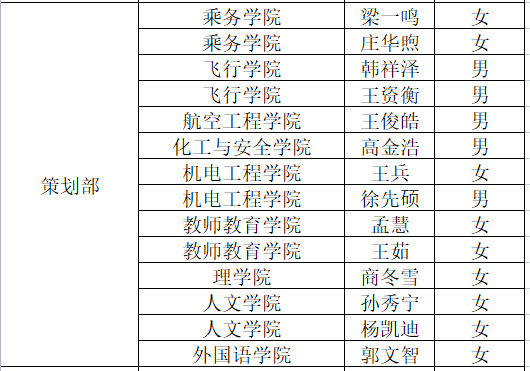 乘务学院 梁一鸣 女
乘务学院 庄华煦 女
飞行学院 韩祥泽 男
飞行学院 王资衡 男
航空工程学院 王俊皓 男
化工与安全学院 高金浩 男
机电工程学院 王兵 女
策划部 机电工程学院 徐先硕 男
教师教育学院 孟慧 女
教师教育学院 王茹 女
理学院 商冬雪 女
人文学院 孙秀宁 女
人文学院 杨凯迪 女
外国语学院 郭文智 女